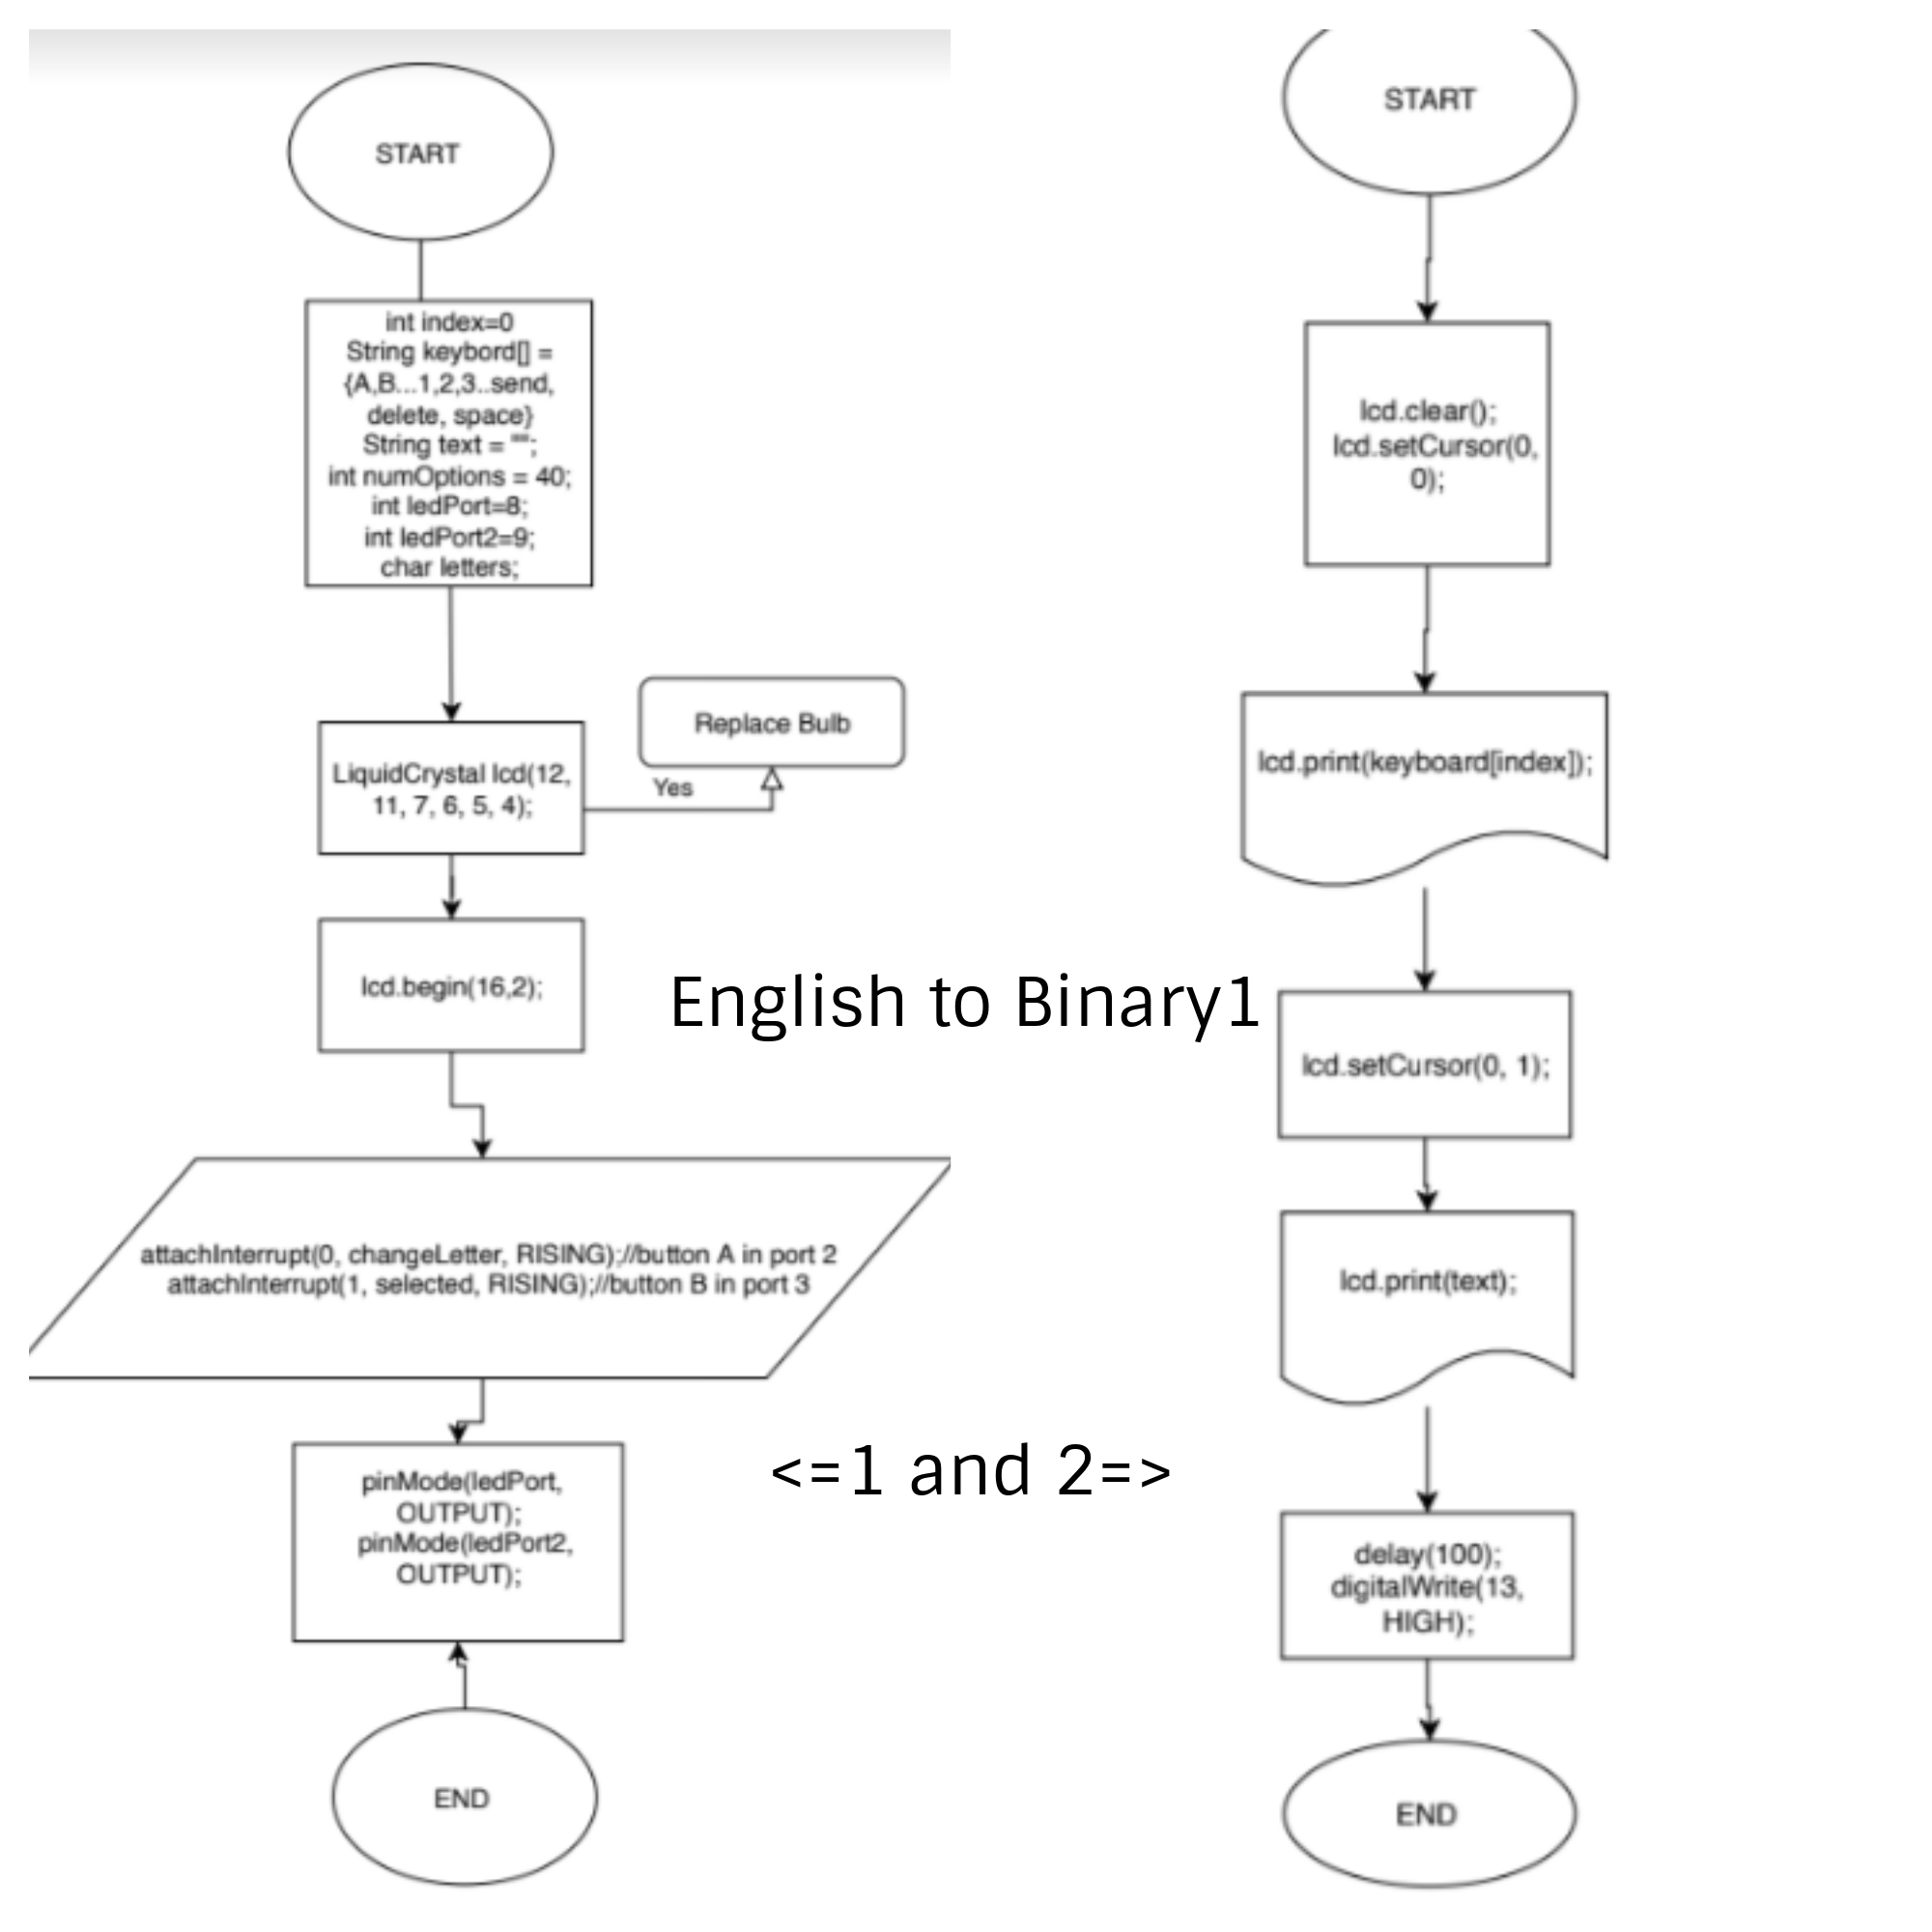 START
int index=0
String keybord[] =
{A,B...1,2,3..send,
delete, space}
String text = "";
int numOptions = 40;
int ledPort=8;
int ledPort2=9;
char letters;
Replace Bulb
Yes
LiquidCrystal lcd(12,
11, 7, 6, 5, 4);
lcd.begin(16,2);
attachInterrupt(0, changeLetter, RISING);//button A in port 2
attachInterrupt(1, selected, RISING);//button B in port 3
pinMode(ledPort,
OUTPUT);
pinMode(ledPort2,
OUTPUT);
END
English to Binary1
<=1 and 2=>
START
lcd.clear();
lcd.setCursor(0,
0);
lcd.print(keyboard[index]);
lcd.setCursor(0, 1);
lcd.print(text);
delay(100);
digitalWrite(13,
HIGH);
END